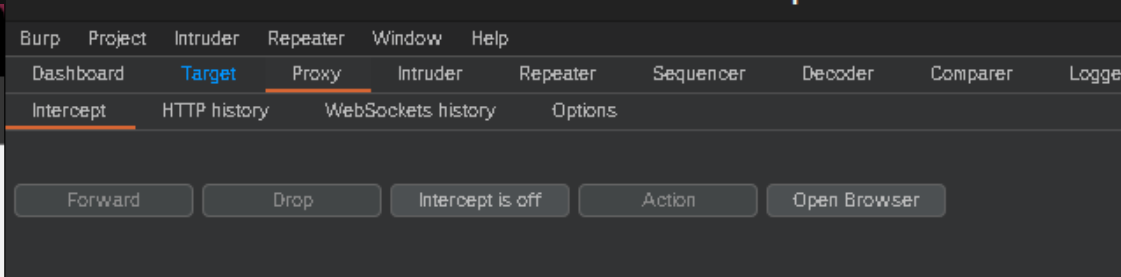 Burp Project Intruder Repeater Window Help
Dashboard Target Proxy Intruder Repeater Sequencer Decoder Comparer Logge
Intercept HTTP history WebSockets history Options
Forward Drop Intercept is off Action Open Browser